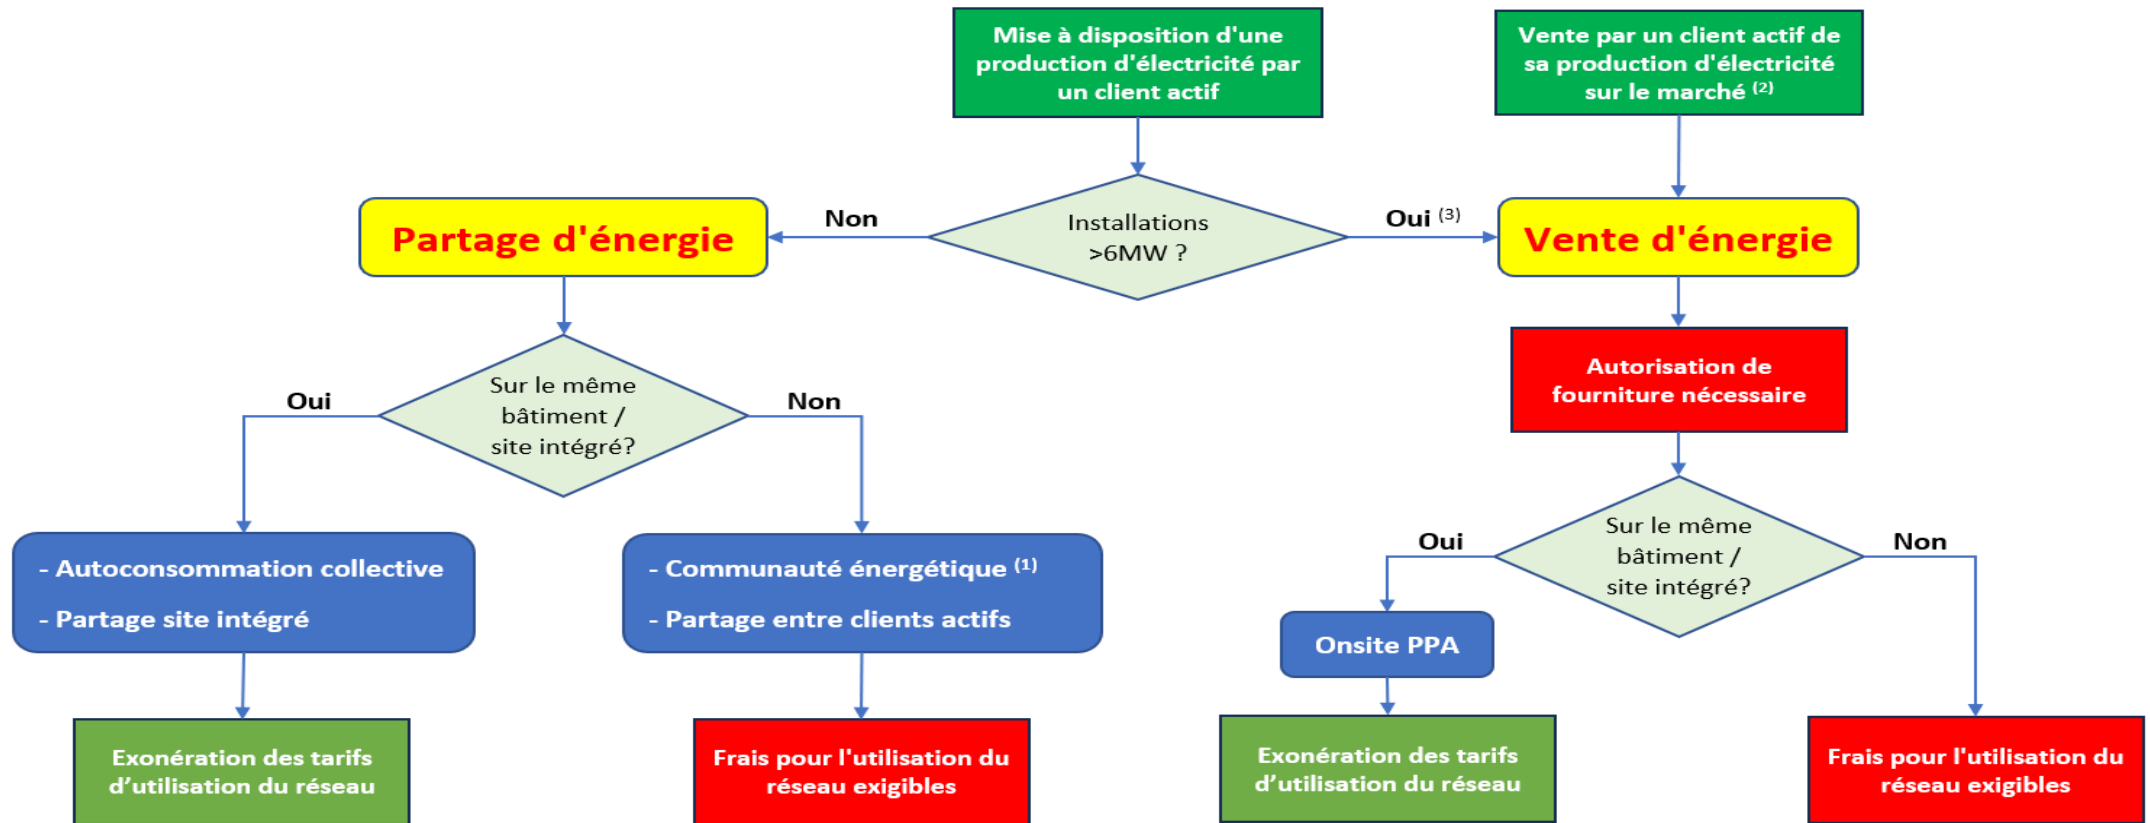 Mise à disposition d'une
production d'électricité par
un client actif
Vente par un client actif de
sa production d'électricité
sur le marché (2)
Non
Installations
>6MW ?
Oui (3)
Partage d'énergie
Vente d'énergie
Autorisation de
fourniture nécessaire
Oui
Sur le même
bâtiment /
site intégré?
Non
Oui
Sur le même
bâtiment /
site intégré?
Non
- Autoconsommation collective
- Partage site intégré
- Communauté énergétique (1)
- Partage entre clients actifs
Onsite PPA
Exonération des tarifs
d’utilisation du réseau
Frais pour l'utilisation du
réseau exigibles
Exonération des tarifs
d’utilisation du réseau
Frais pour l'utilisation du
réseau exigibles